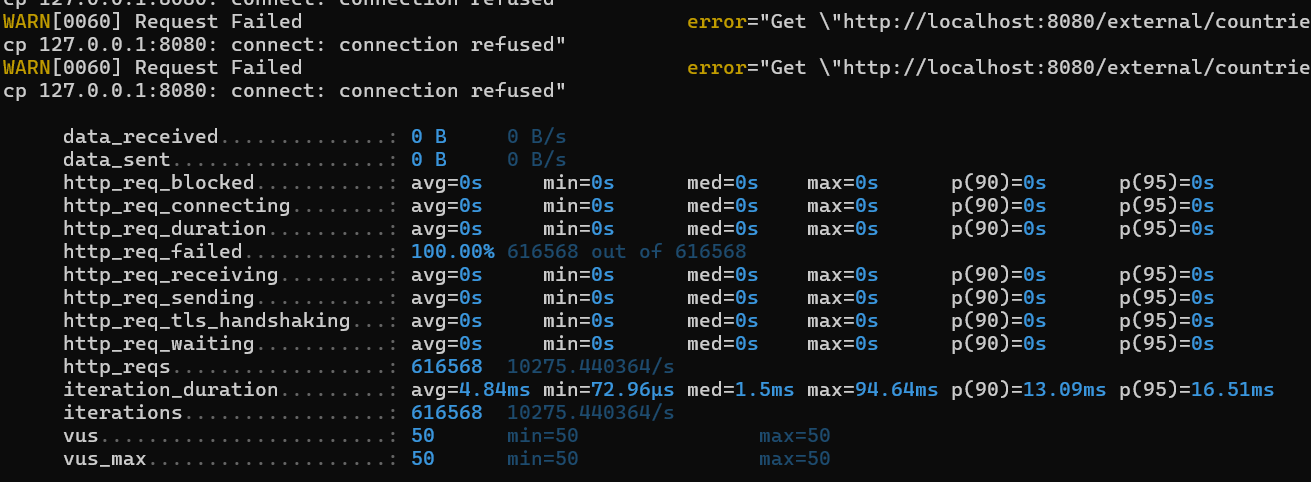 cp 127.0.0.1:8080: connect: connection refused"
WARN[0060] Request Failed                                error="Get \"http://localhost:8080/external/countrie
cp 127.0.0.1:8080: connect: connection refused"
WARN[0060] Request Failed                                error="Get \"http://localhost:8080/external/countrie
cp 127.0.0.1:8080: connect: connection refused"

     data_received..............: 0 B     0 B/s
     data_sent..................: 0 B     0 B/s
     http_req_blocked...........: avg=0s     min=0s      med=0s    max=0s      p(90)=0s      p(95)=0s
     http_req_connecting........: avg=0s     min=0s      med=0s    max=0s      p(90)=0s      p(95)=0s
     http_req_duration..........: avg=0s     min=0s      med=0s    max=0s      p(90)=0s      p(95)=0s
     http_req_failed............: 100.00% 616568 out of 616568
     http_req_receiving.........: avg=0s     min=0s      med=0s    max=0s      p(90)=0s      p(95)=0s
     http_req_sending...........: avg=0s     min=0s      med=0s    max=0s      p(90)=0s      p(95)=0s
     http_req_tls_handshaking...: avg=0s     min=0s      med=0s    max=0s      p(90)=0s      p(95)=0s
     http_req_waiting...........: avg=0s     min=0s      med=0s    max=0s      p(90)=0s      p(95)=0s
     http_reqs..................: 616568  10275.440364/s
     iteration_duration.........: avg=4.84ms min=72.96µs med=1.5ms max=94.64ms p(90)=13.09ms p(95)=16.51ms
     iterations.................: 616568  10275.440364/s
     vus........................: 50      min=50               max=50
     vus_max....................: 50      min=50               max=50